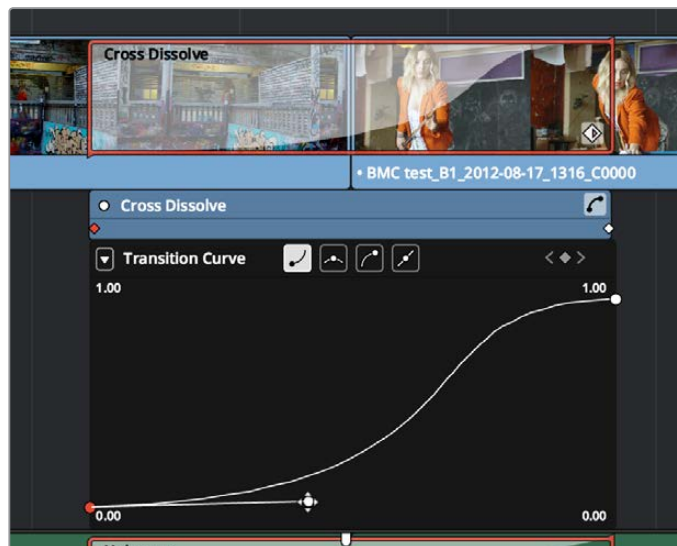 Cross Dissolve
• BMC test_B1_2012-08-17_1316_C0000
Cross Dissolve
Transition Curve
1.00 1.00
0.00 0.00